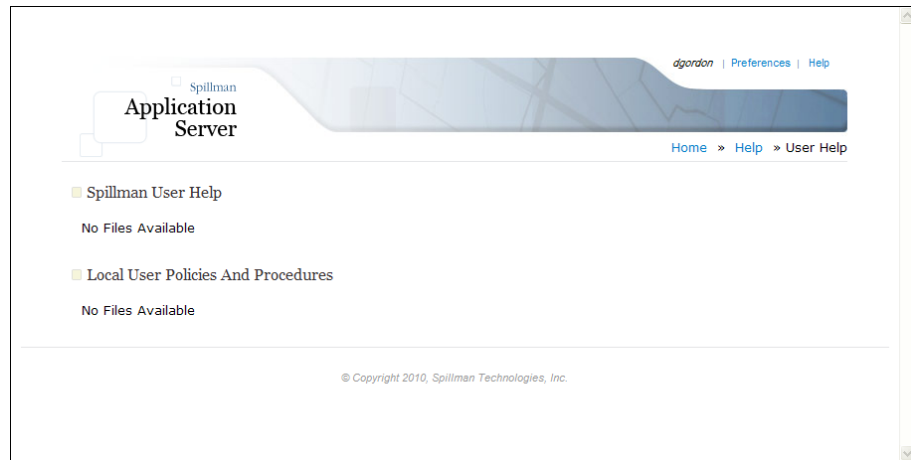 dgordon | Preferences | Help
Spillman
Application
Server
Home » Help » User Help
Spillman User Help
No Files Available
Local User Policies And Procedures
No Files Available
© Copyright 2010, Spillman Technologies, Inc.